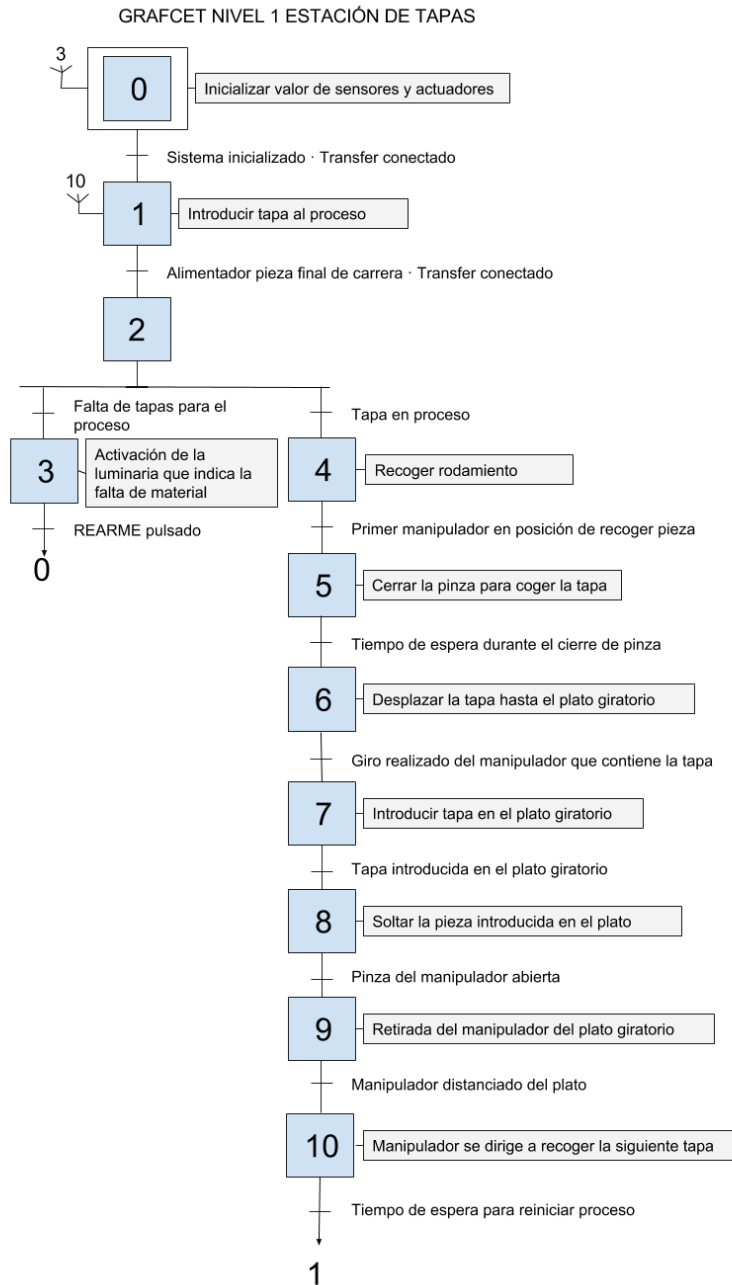 GRAFCET NIVEL 1 ESTACIÓN DE TAPAS
3
0
Inicializar valor de sensores y actuadores
Sistema inicializado · Transfer conectado
10
1
Introducir tapa al proceso
Alimentador pieza final de carrera · Transfer conectado
2
Falta de tapas para el
proceso
3
Activación de la
luminaria que indica la
falta de material
REARME pulsado
0
Tapa en proceso
4
Recoger rodamiento
Primer manipulador en posición de recoger pieza
5
Cerrar la pinza para coger la tapa
Tiempo de espera durante el cierre de pinza
6
Desplazar la tapa hasta el plato giratorio
Giro realizado del manipulador que contiene la tapa
7
Introducir tapa en el plato giratorio
Tapa introducida en el plato giratorio
8
Soltar la pieza introducida en el plato
Pinza del manipulador abierta
9
Retirada del manipulador del plato giratorio
Manipulador distanciado del plato
10
Manipulador se dirige a recoger la siguiente tapa
Tiempo de espera para reiniciar proceso
1